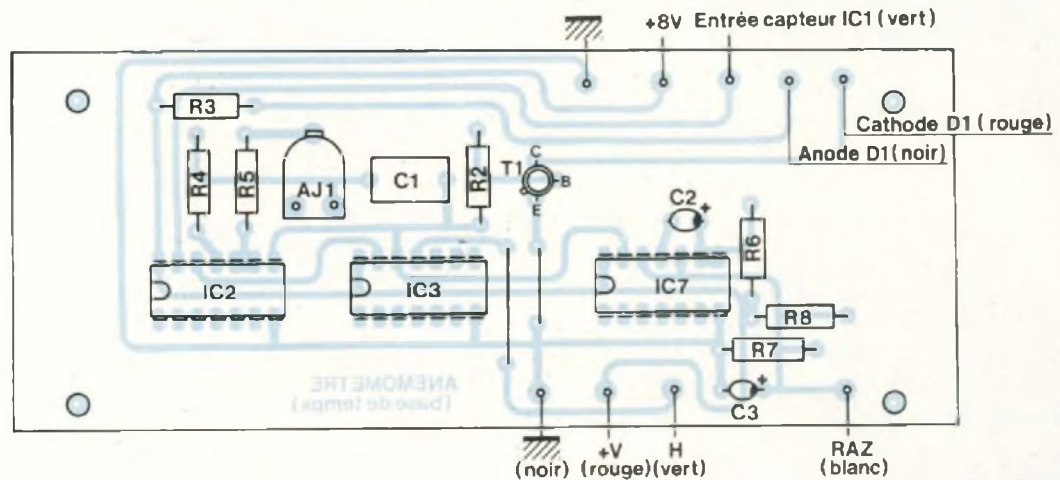 +8V Entrée capteur IC1 (vert)
R3
Cathode D1 (rouge)
Anode D1 (noir)
R4
R5
AJ1
C1
R2
T1
C
B
E
C2
+
R6
IC2
IC3
IC7
R8
R7
C3
+
ANEMOMETRE
(base de temps)
(noir)
+V
(rouge)
H
(vert)
RAZ
(blanc)